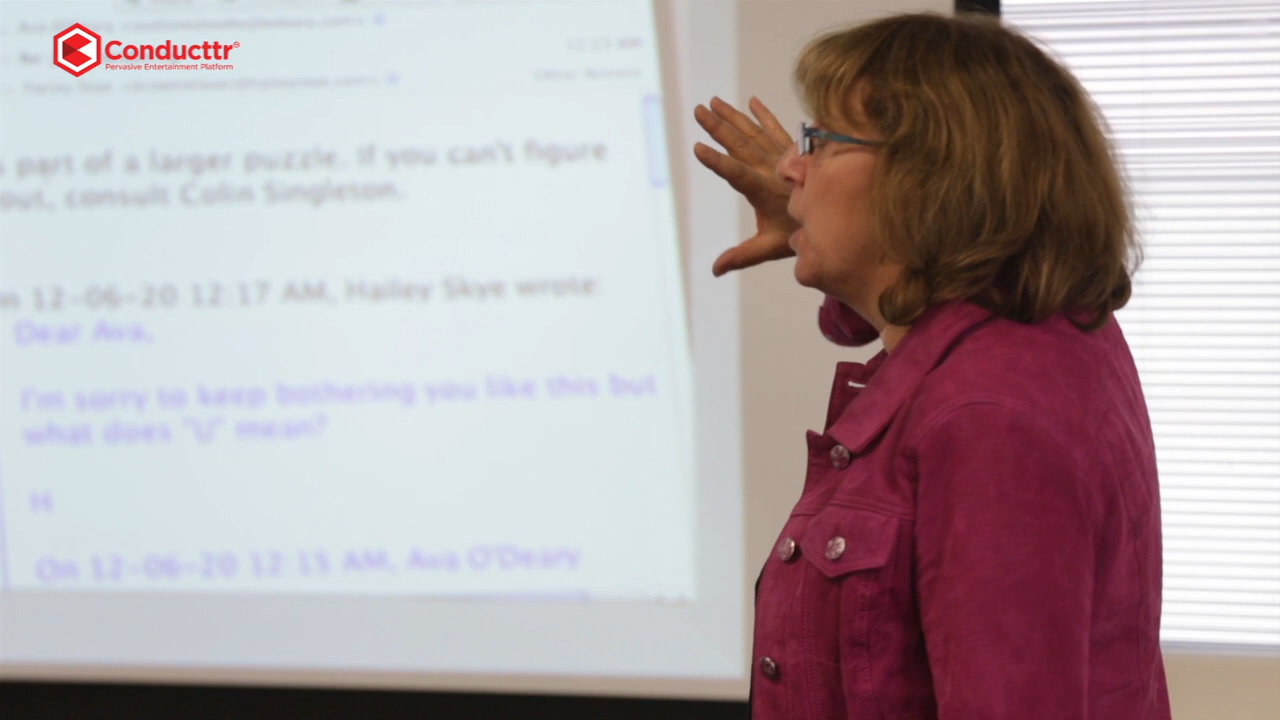 Conducttr®
Pervasive Entertainment Platform
part of a larger puzzle. If you can't figure
out, consult Colin Singleton.
12-06-20 12:17 AM, Hailey Skye wrote:
Dear Ava,
I'm sorry to keep bothering you like this but
what does "U" mean?
H
On 12-06-20 12:15 AM, Ava O'Deary